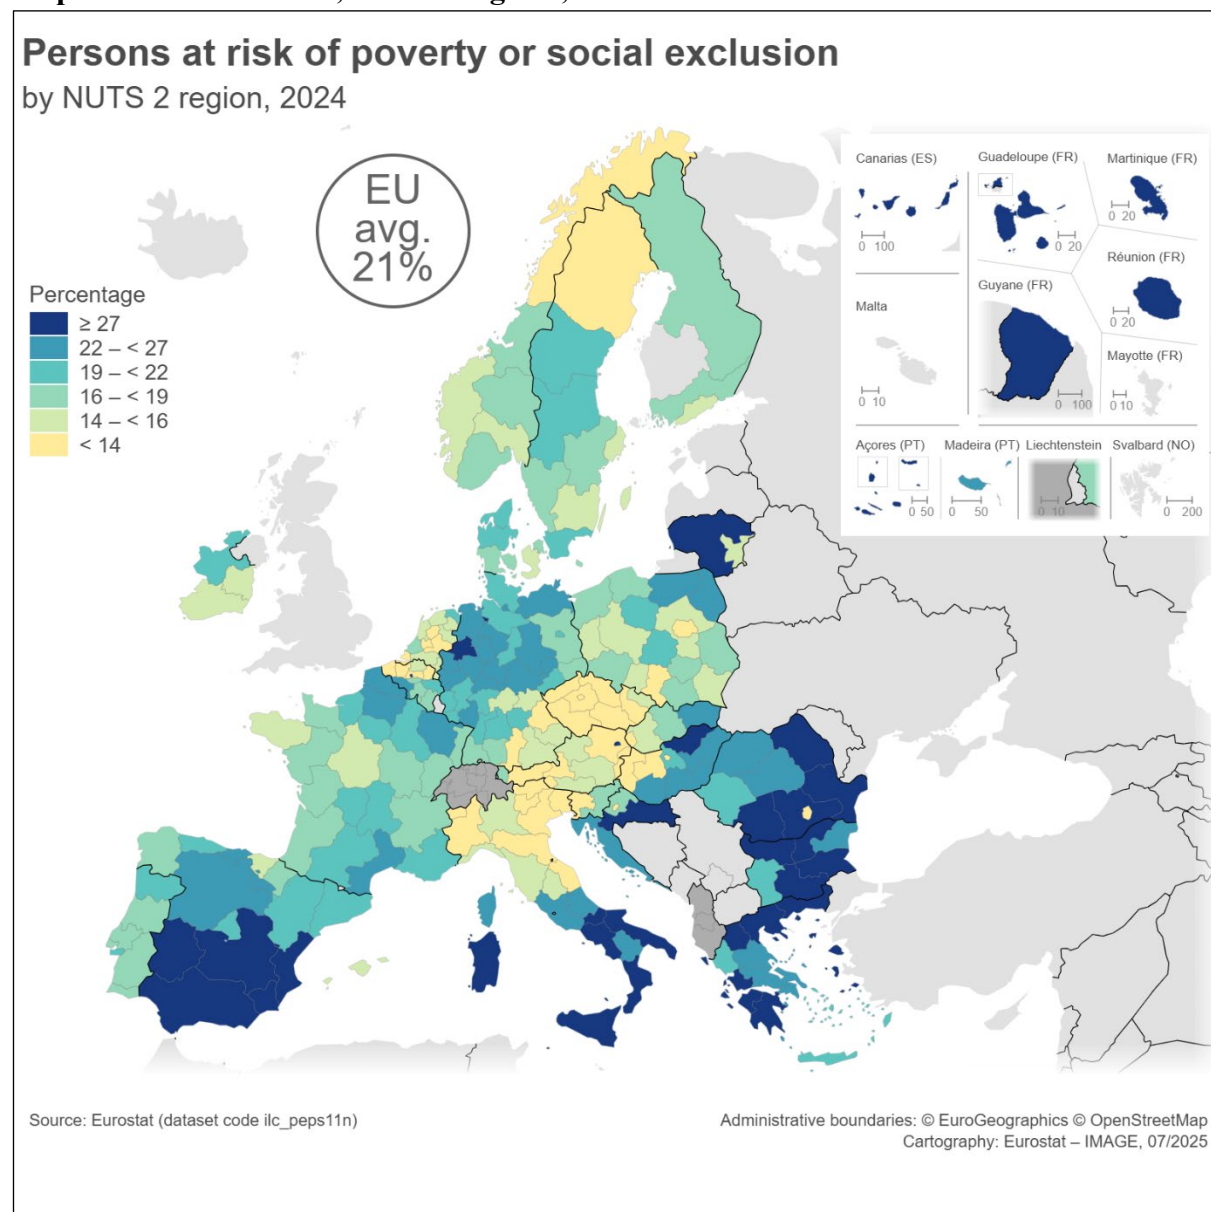 Persons at risk of poverty or social exclusion
by NUTS 2 region, 2024
EU
avg.
21%
Percentage
≥ 27
22 – < 27
19 – < 22
16 – < 19
14 – < 16
< 14
Canarias (ES)
0 100
Guadeloupe (FR)
0 20
Martinique (FR)
0 20
Réunion (FR)
0 20
Guyane (FR)
0 100
Malta
0 10
Mayotte (FR)
0 10
Açores (PT)
0 50
Madeira (PT)
0 50
Liechtenstein
0 10
Svalbard (NO)
0 200
Source: Eurostat (dataset code ilc_peps11n)
Administrative boundaries: © EuroGeographics © OpenStreetMap
Cartography: Eurostat – IMAGE, 07/2025